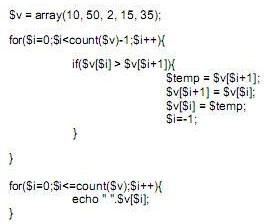 $v = array(10, 50, 2, 15, 35);
for($i=0;$i<count($v)-1;$i++){
if($v[$i] > $v[$i+1]){
$temp = $v[$i+1];
$v[$i+1] = $v[$i];
$v[$i] = $temp;
$i=-1;
}
}
for($i=0;$i<=count($v);$i++){
echo " ".$v[$i];
}